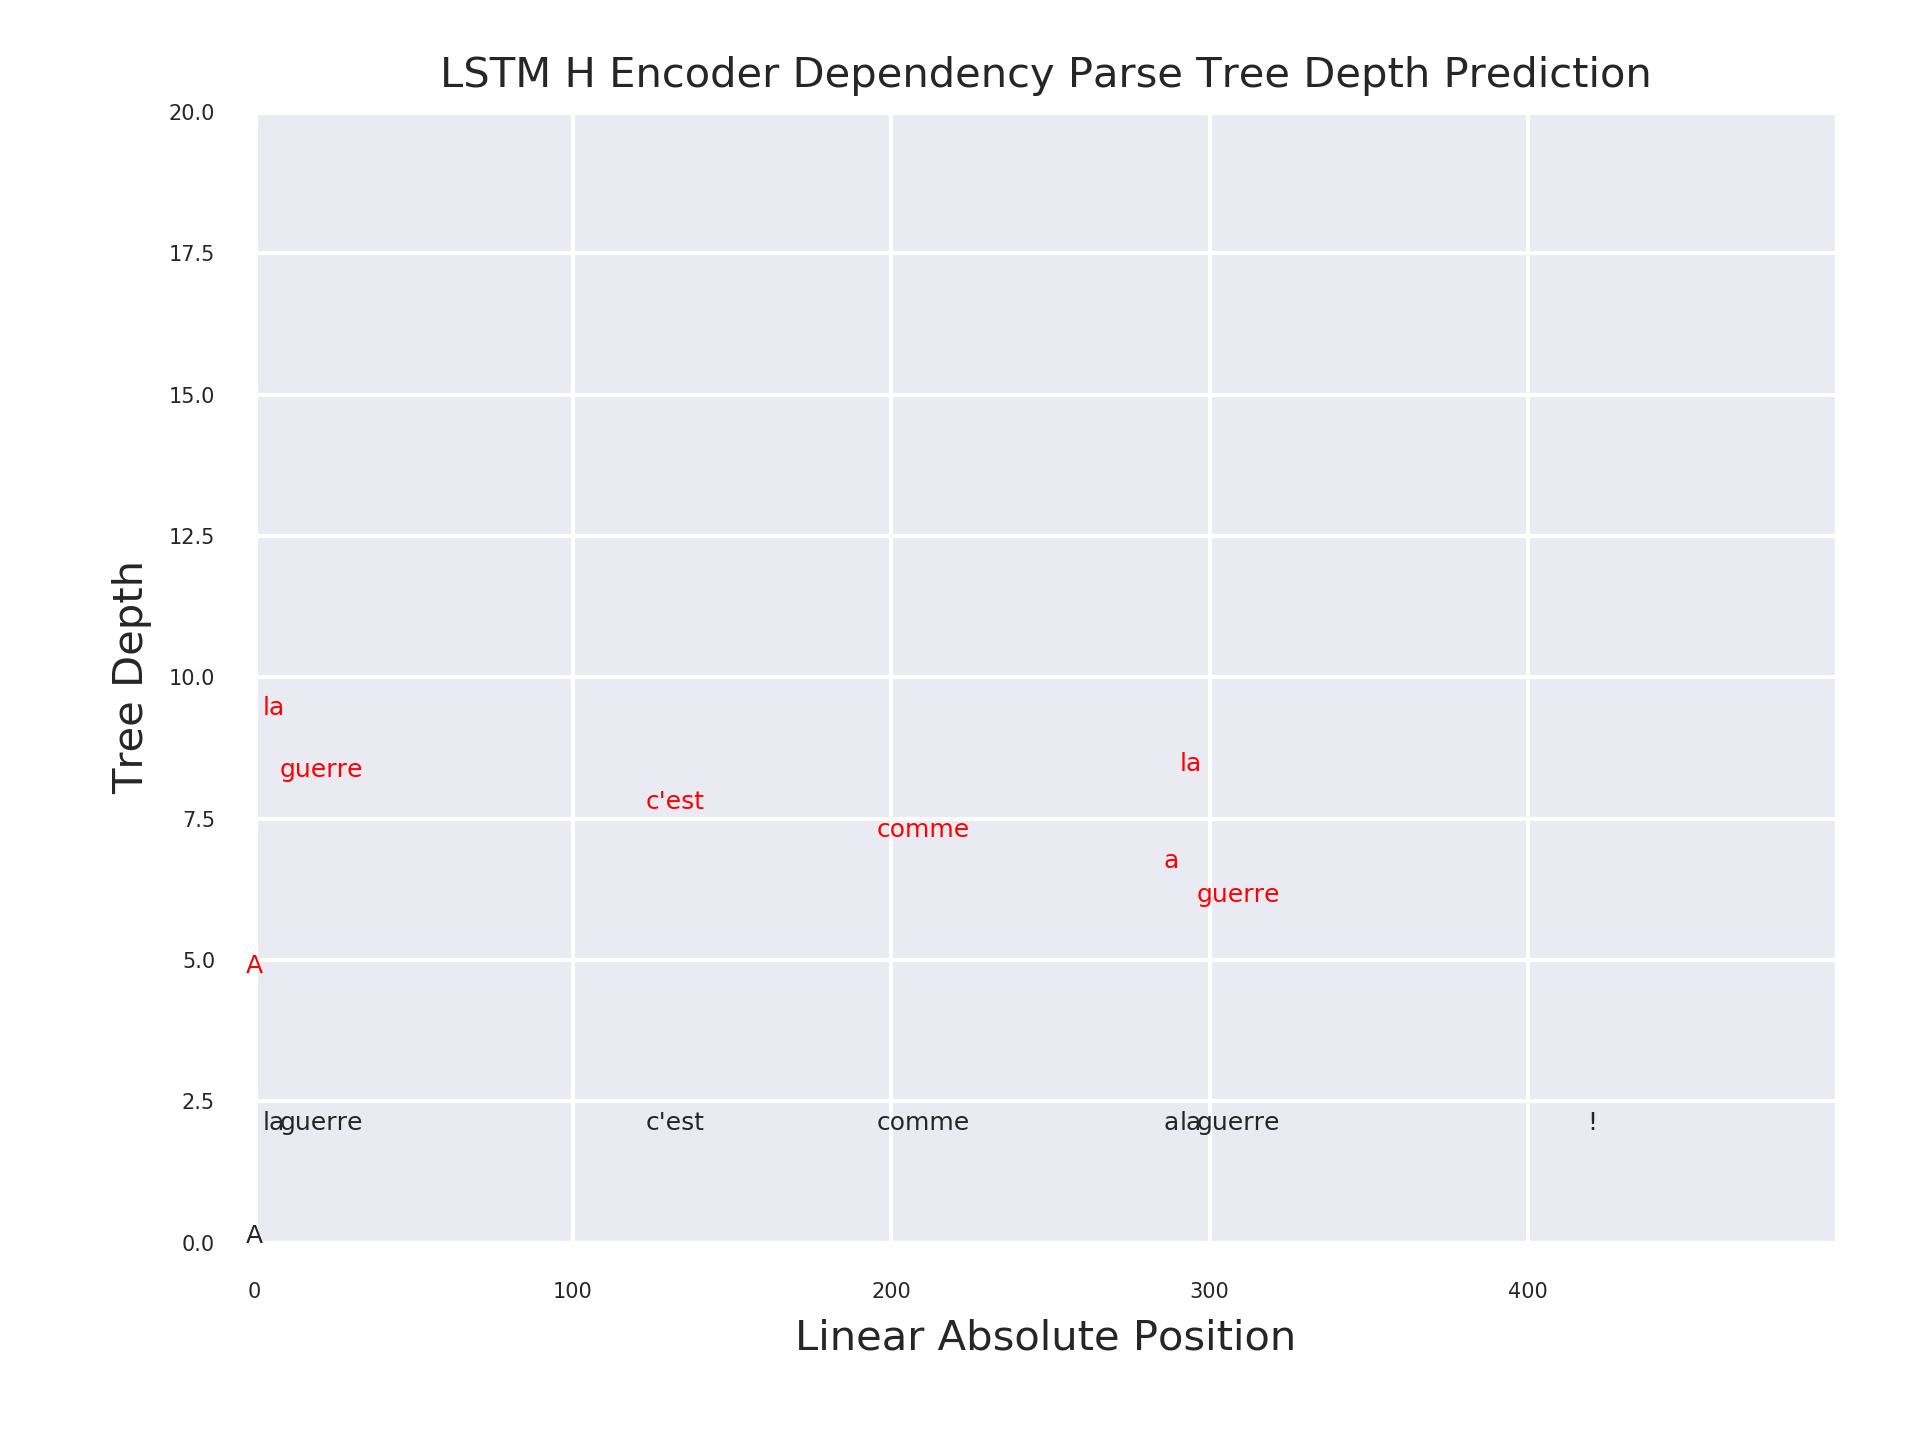 LSTM H Encoder Dependency Parse Tree Depth Prediction
20.0
17.5
15.0
12.5
10.0
7.5
5.0
2.5
0.0
Tree Depth
la
guerre
c'est
comme
la
a
guerre
A
la guerre c'est comme a la guerre !
A
0 100 200 300 400
Linear Absolute Position